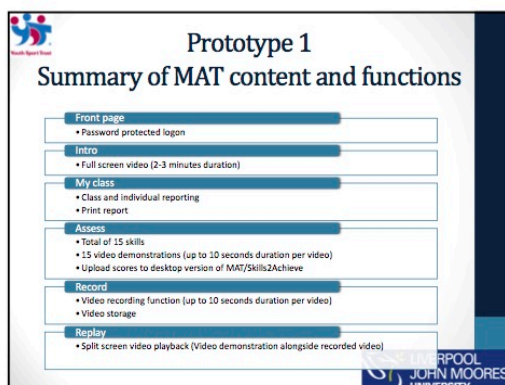 Youth Sport Trust
Prototype 1
Summary of MAT content and functions
Front page
• Password protected logon
Intro
• Full screen video (2-3 minutes duration)
My class
• Class and individual reporting
• Print report
Assess
• Total of 15 skills
• 15 video demonstrations (up to 10 seconds duration per video)
• Upload scores to desktop version of MAT/Skills2Achieve
Record
• Video recording function (up to 10 seconds duration per video)
• Video storage
Replay
• Split screen video playback (Video demonstration alongside recorded video)
LIVERPOOL
JOHN MOORES
UNIVERSITY